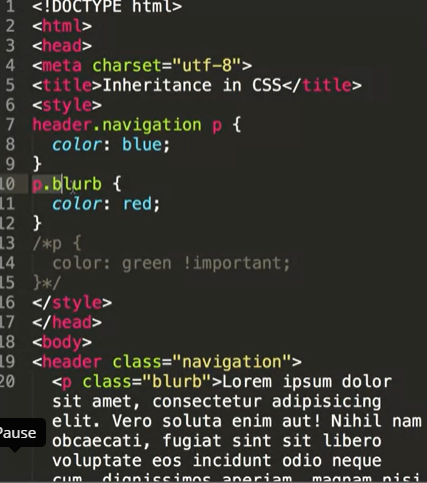 1 <!DOCTYPE html>
2 <html>
3 <head>
4 <meta charset="utf-8">
5 <title>Inheritance in CSS</title>
6 <style>
7 header.navigation p {
8 color: blue;
9 }
10 p.blurb {
11 color: red;
12 }
13 /*p {
14 color: green !important;
15 }*/
16 </style>
17 </head>
18 <body>
19 <header class="navigation">
20 <p class="blurb">Lorem ipsum dolor
sit amet, consectetur adipisicing
elit. Vero soluta enim aut! Nihil nam
Pause
obcaecati, fugiat sint sit libero
voluptate eos incidunt odio neque
cum, dignissimos aperiam, magnam nisi